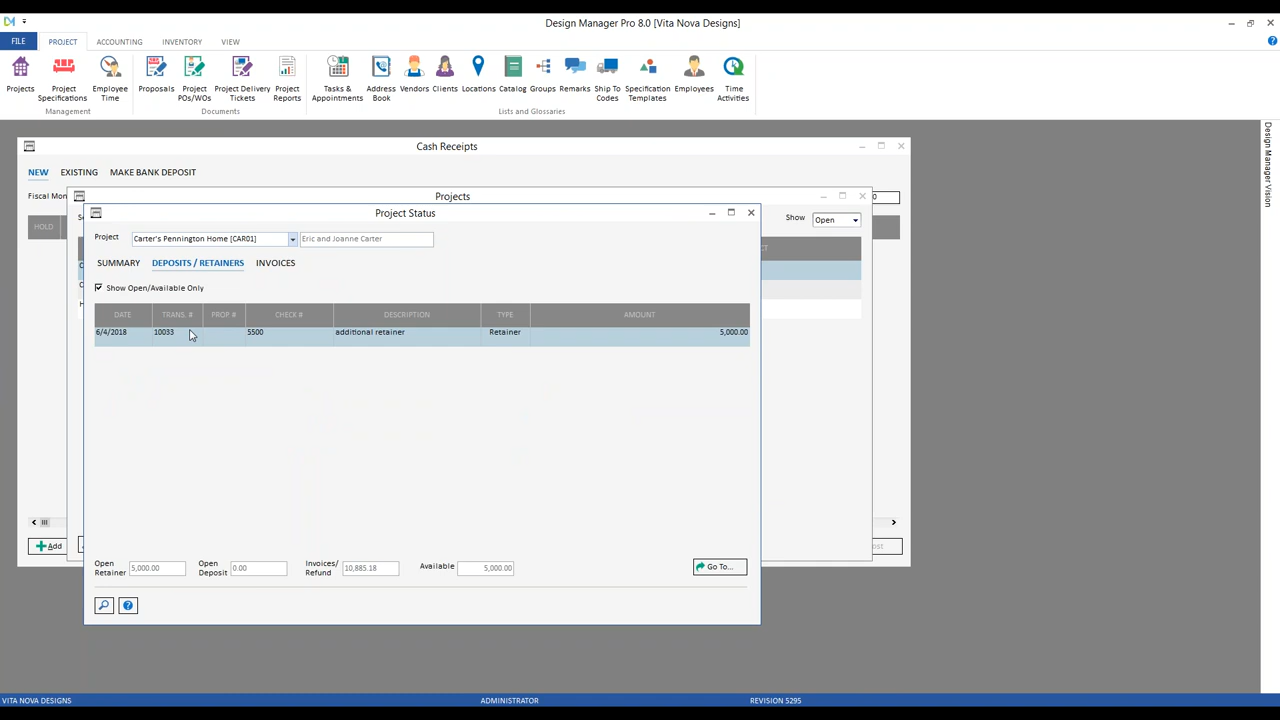 Design Manager Pro 8.0 [Vita Nova Designs]
FILE PROJECT ACCOUNTING INVENTORY VIEW
Projects
Project Specifications
Employee Time
Proposals
Project POs/WOs
Project Delivery Tickets
Project Reports
Tasks & Appointments
Address Book
Vendors
Clients
Locations
Catalog
Groups
Remarks
Ship To Codes
Specification Templates
Employees
Time Activities
Management
Documents
Lists and Glossaries
Design Manager Vision
Cash Receipts
NEW EXISTING MAKE BANK DEPOSIT
Fiscal Mon
HOLD
Projects
Show Open
Project Status
Project Carter's Pennington Home [CAR01] Eric and Joanne Carter
SUMMARY DEPOSITS / RETAINERS INVOICES
Show Open/Available Only
DATE TRANS. # PROP. # CHECK # DESCRIPTION TYPE AMOUNT
6/4/2018 10033 5500 additional retainer Retainer 5,000.00
Open Retainer 5,000.00
Open Deposit 0.00
Invoices/ Refund 10,885.18
Available 5,000.00
Go To...
Add
ost
VITA NOVA DESIGNS ADMINISTRATOR REVISION 5295